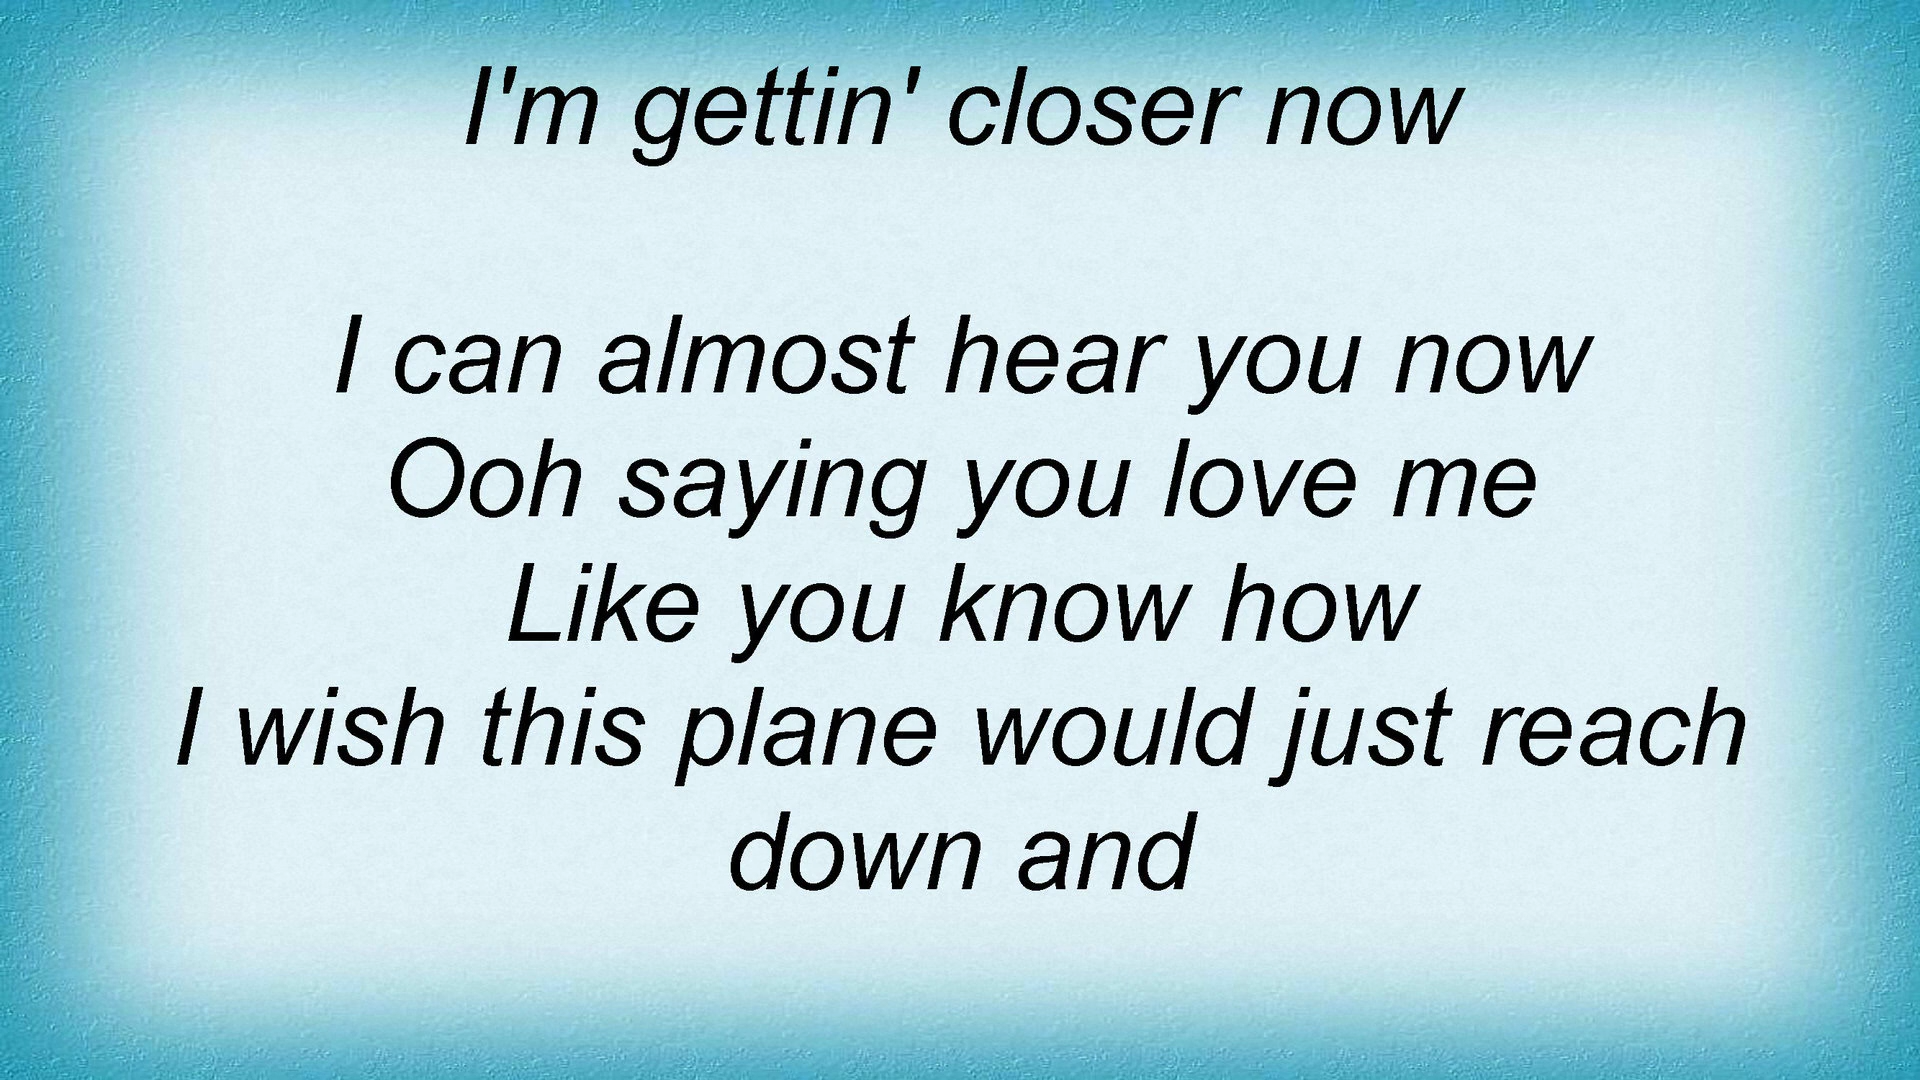 I'm gettin' closer now
I can almost hear you now
Ooh saying you love me
Like you know how
I wish this plane would just reach
down and